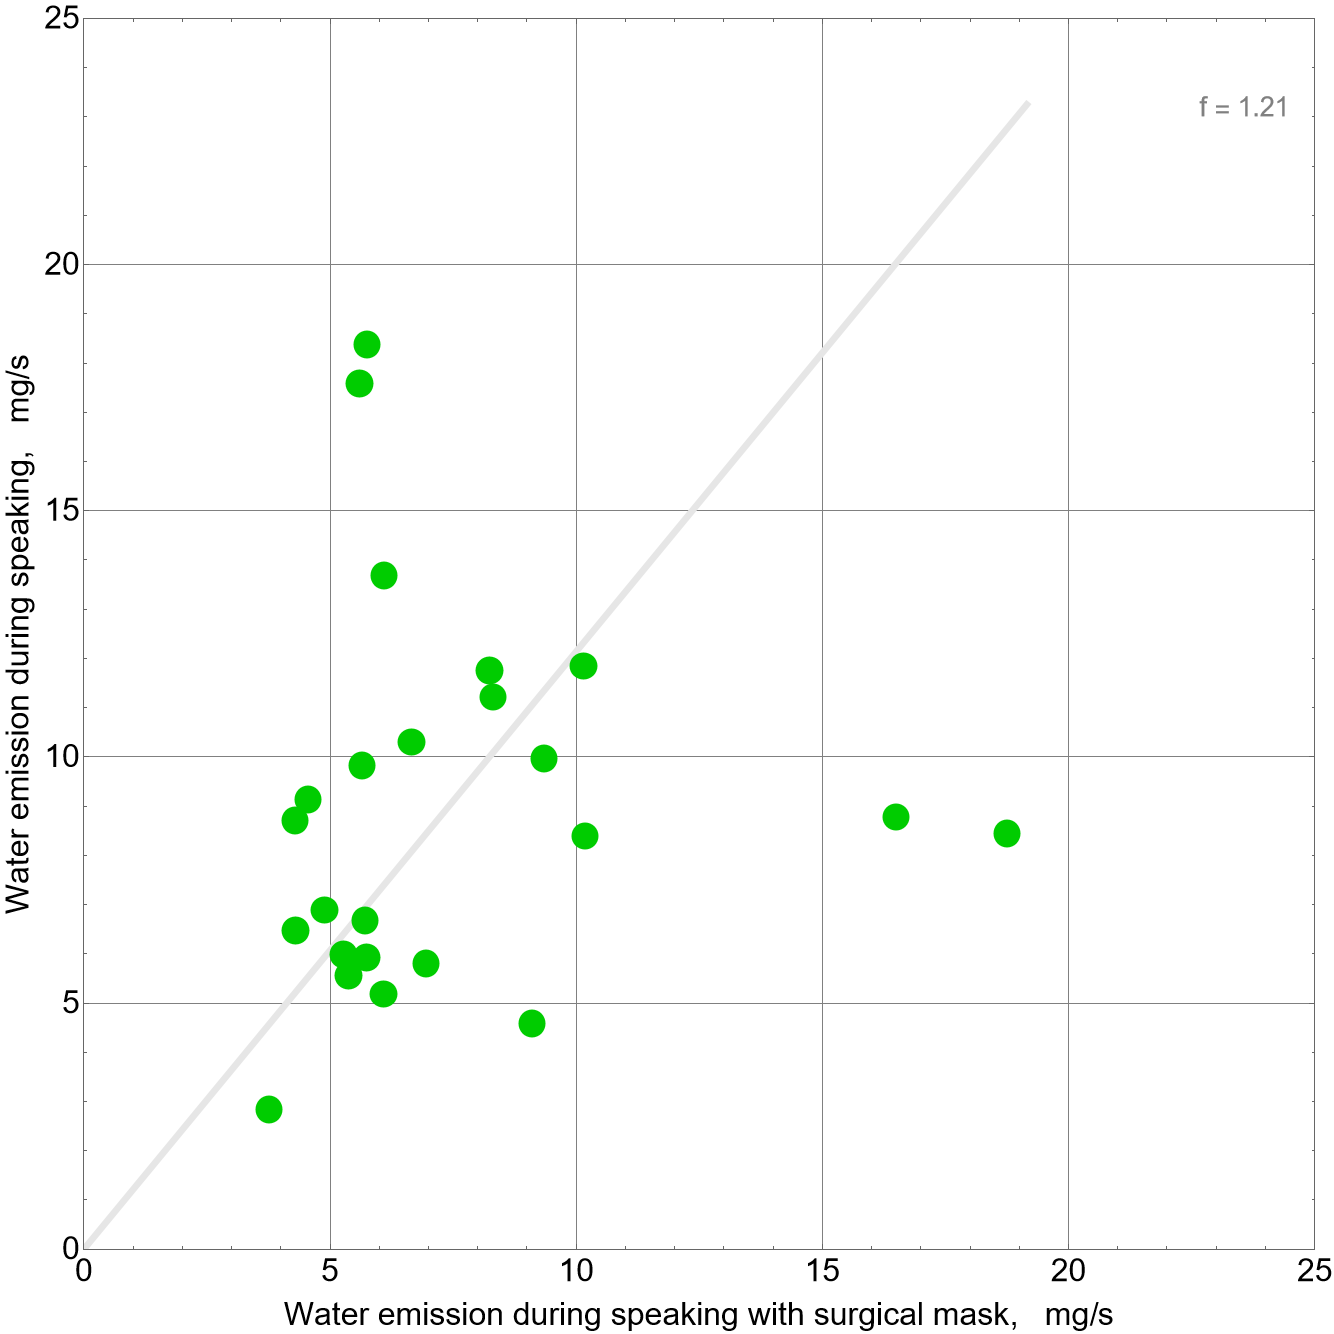 25
f = 1.21
20
15
10
5
0
Water emission during speaking, mg/s
0 5 10 15 20 25
Water emission during speaking with surgical mask, mg/s